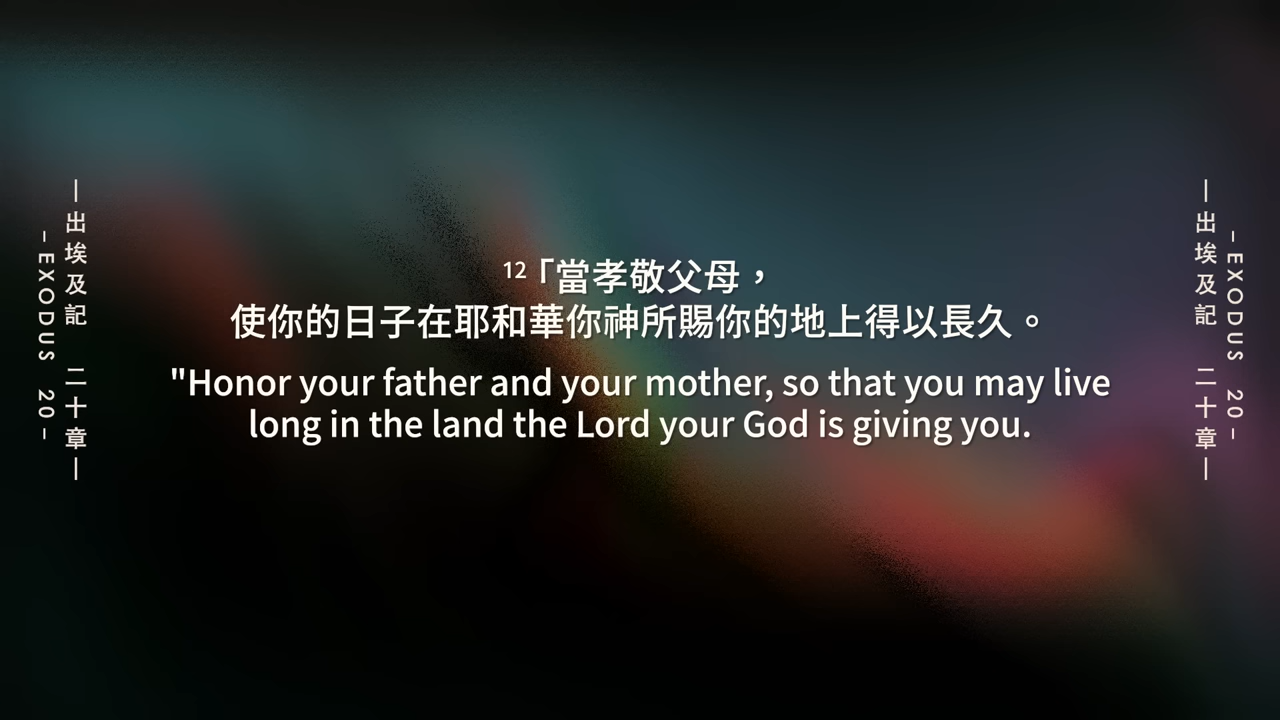 —出埃及記 二十章—
– EXODUS 20 –
12「當孝敬父母，
使你的日子在耶和華你神所賜你的地上得以長久。
"Honor your father and your mother, so that you may live
long in the land the Lord your God is giving you.
—出埃及記 二十章—
– EXODUS 20 –